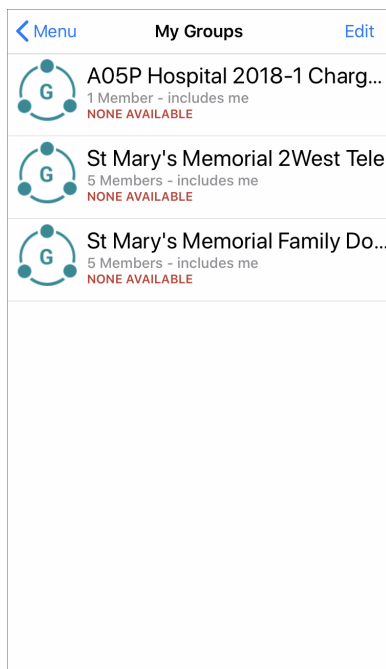 Menu My Groups Edit
G
A05P Hospital 2018-1 Charg...
1 Member - includes me
NONE AVAILABLE
G
St Mary's Memorial 2West Tele
5 Members - includes me
NONE AVAILABLE
G
St Mary's Memorial Family Do...
5 Members - includes me
NONE AVAILABLE